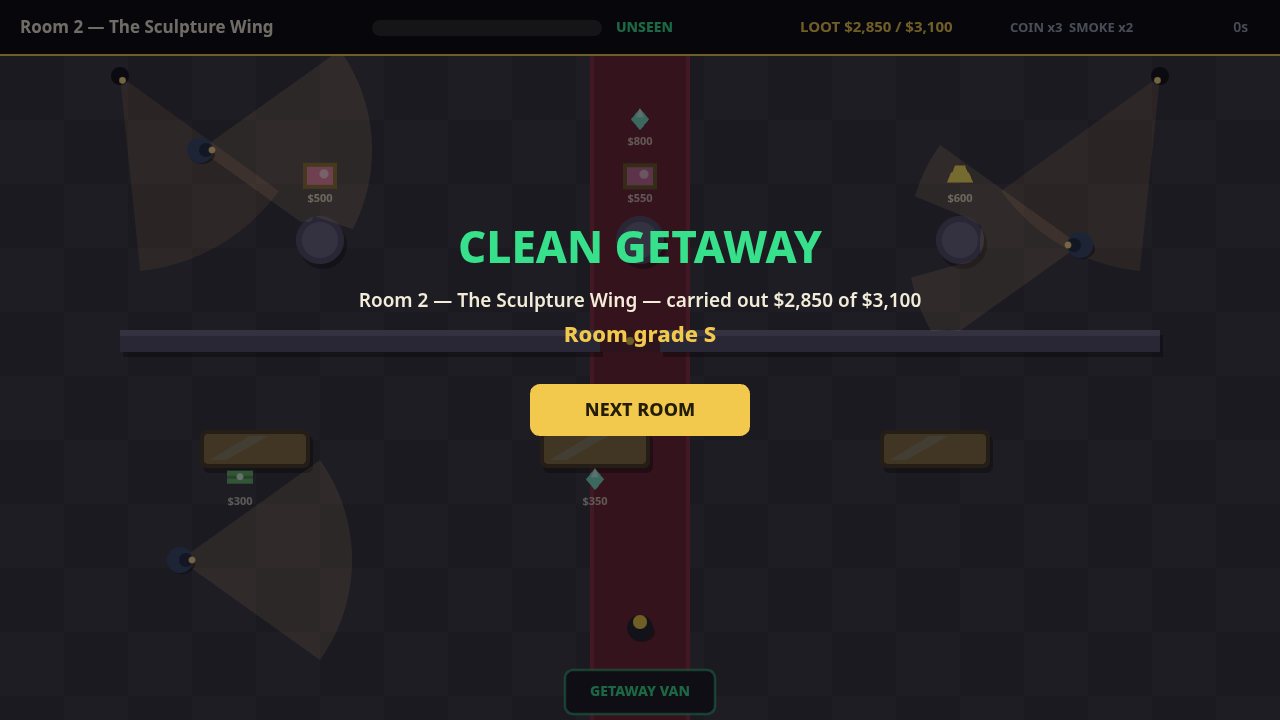 Room 2 — The Sculpture Wing
UNSEEN
LOOT $2,850 / $3,100
COIN x3 SMOKE x2
0s
$800
$500
$550
$600
CLEAN GETAWAY
Room 2 — The Sculpture Wing — carried out $2,850 of $3,100
Room grade S
NEXT ROOM
$300
$350
GETAWAY VAN